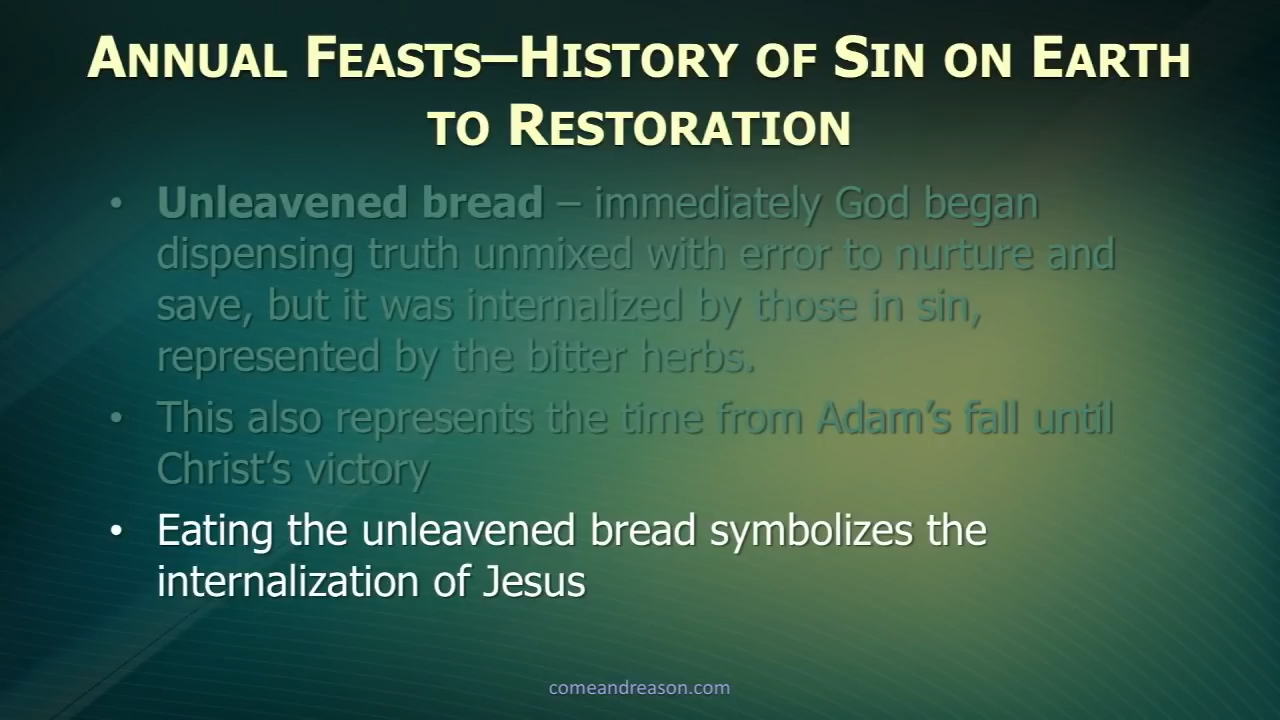 ANNUAL FEASTS–HISTORY OF SIN ON EARTH
TO RESTORATION
• Unleavened bread – immediately God began
dispensing truth unmixed with error to nurture and
save, but it was internalized by those in sin,
represented by the bitter herbs.
• This also represents the time from Adam’s fall until
Christ’s victory
• Eating the unleavened bread symbolizes the
internalization of Jesus
comeandreason.com